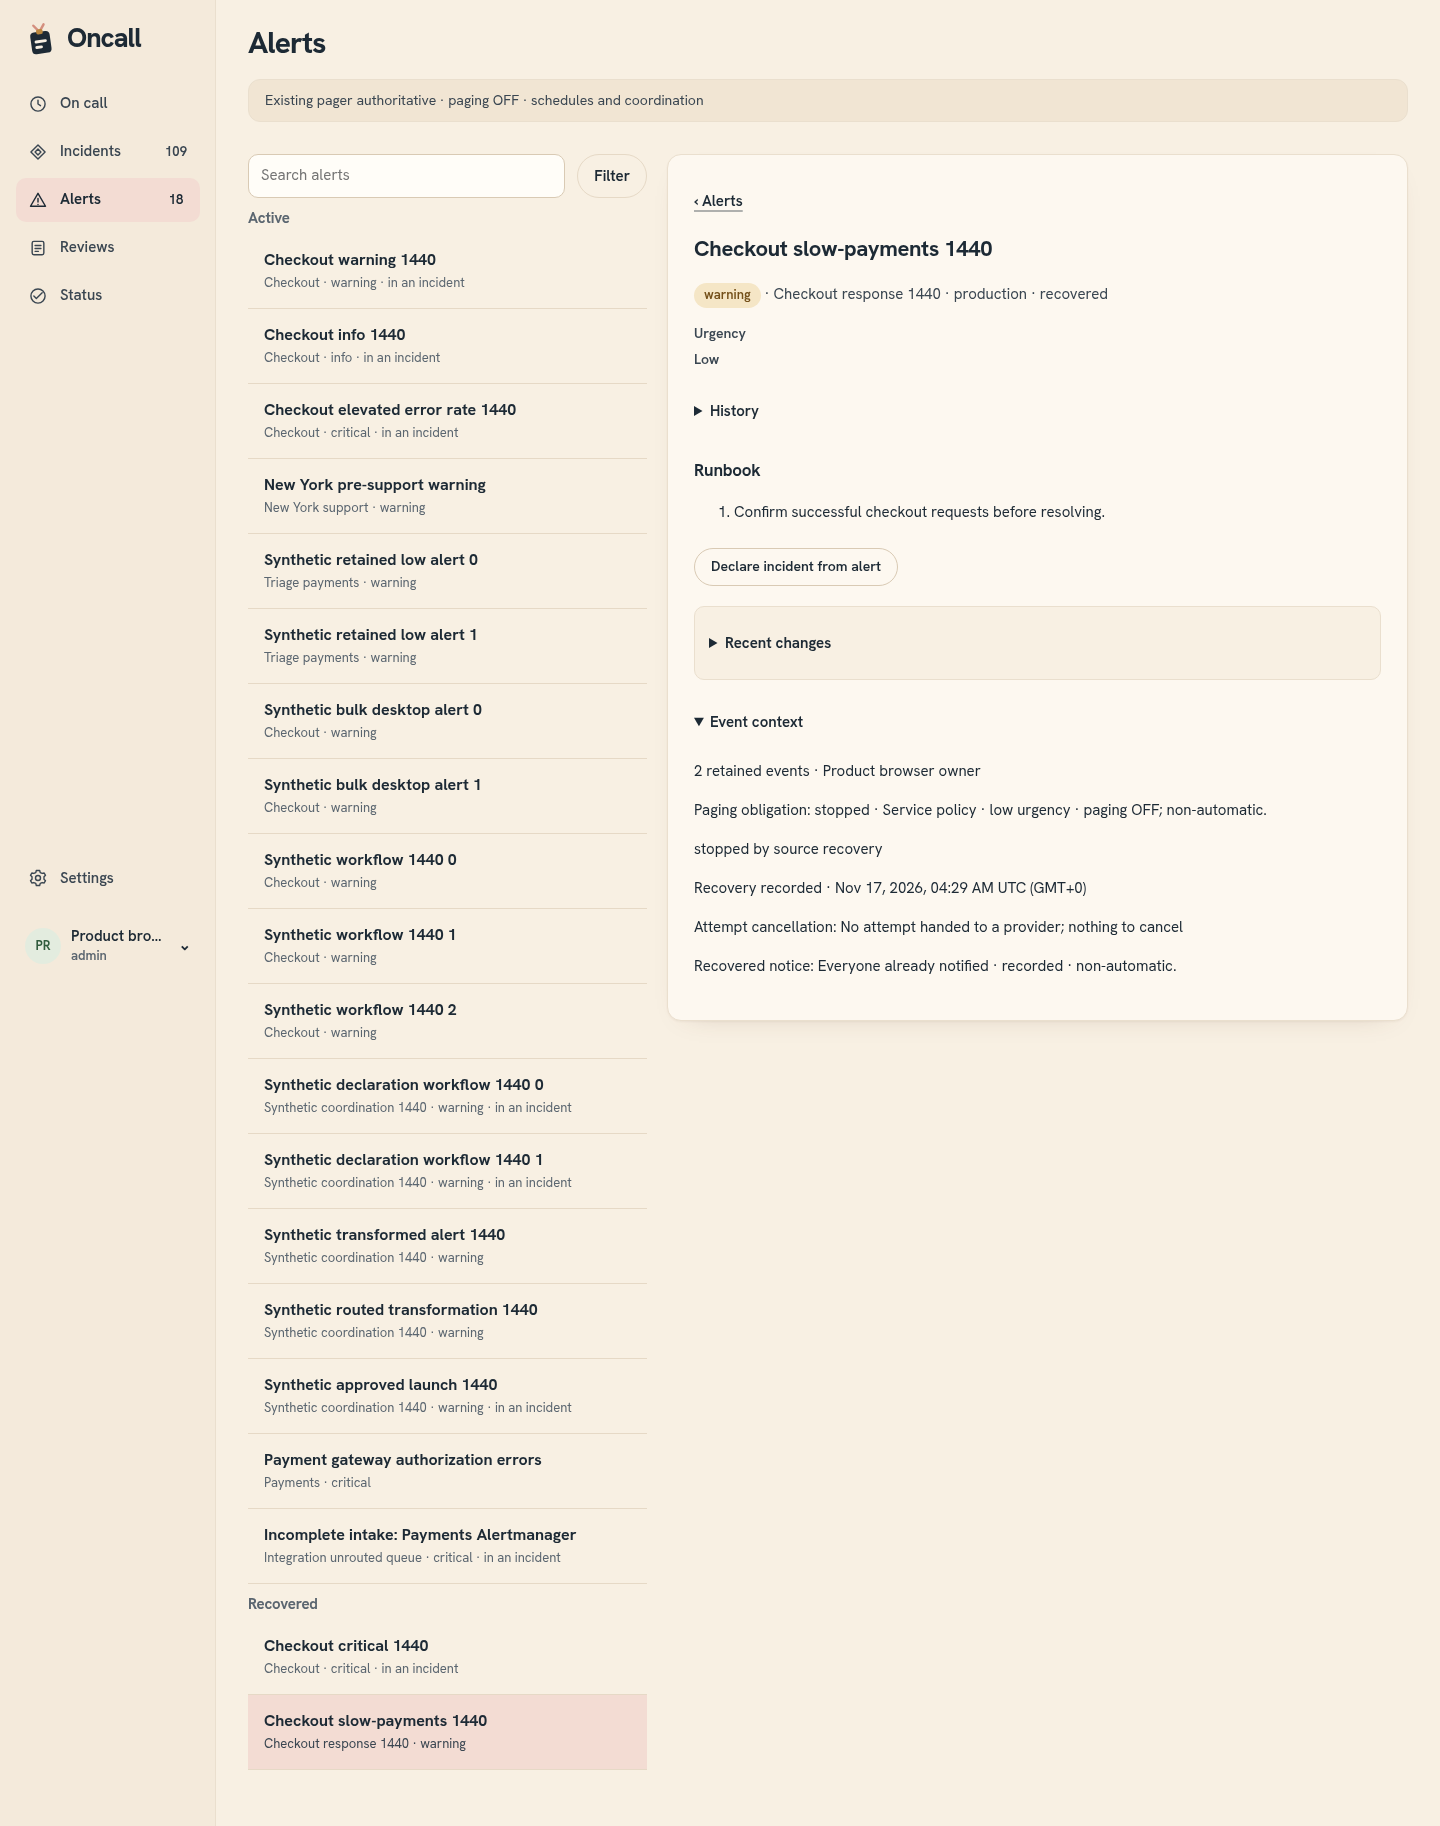 Oncall
On call
Incidents 109
Alerts 18
Reviews
Status
Settings
PR
Product bro...
admin
Alerts
Existing pager authoritative · paging OFF · schedules and coordination
Search alerts
Filter
Active
Checkout warning 1440
Checkout · warning · in an incident
Checkout info 1440
Checkout · info · in an incident
Checkout elevated error rate 1440
Checkout · critical · in an incident
New York pre-support warning
New York support · warning
Synthetic retained low alert 0
Triage payments · warning
Synthetic retained low alert 1
Triage payments · warning
Synthetic bulk desktop alert 0
Checkout · warning
Synthetic bulk desktop alert 1
Checkout · warning
Synthetic workflow 1440 0
Checkout · warning
Synthetic workflow 1440 1
Checkout · warning
Synthetic workflow 1440 2
Checkout · warning
Synthetic declaration workflow 1440 0
Synthetic coordination 1440 · warning · in an incident
Synthetic declaration workflow 1440 1
Synthetic coordination 1440 · warning · in an incident
Synthetic transformed alert 1440
Synthetic coordination 1440 · warning
Synthetic routed transformation 1440
Synthetic coordination 1440 · warning
Synthetic approved launch 1440
Synthetic coordination 1440 · warning · in an incident
Payment gateway authorization errors
Payments · critical
Incomplete intake: Payments Alertmanager
Integration unrouted queue · critical · in an incident
Recovered
Checkout critical 1440
Checkout · critical · in an incident
Checkout slow-payments 1440
Checkout response 1440 · warning
‹ Alerts
Checkout slow-payments 1440
warning · Checkout response 1440 · production · recovered
Urgency
Low
History
Runbook
1. Confirm successful checkout requests before resolving.
Declare incident from alert
Recent changes
Event context
2 retained events · Product browser owner
Paging obligation: stopped · Service policy · low urgency · paging OFF; non-automatic.
stopped by source recovery
Recovery recorded · Nov 17, 2026, 04:29 AM UTC (GMT+0)
Attempt cancellation: No attempt handed to a provider; nothing to cancel
Recovered notice: Everyone already notified · recorded · non-automatic.